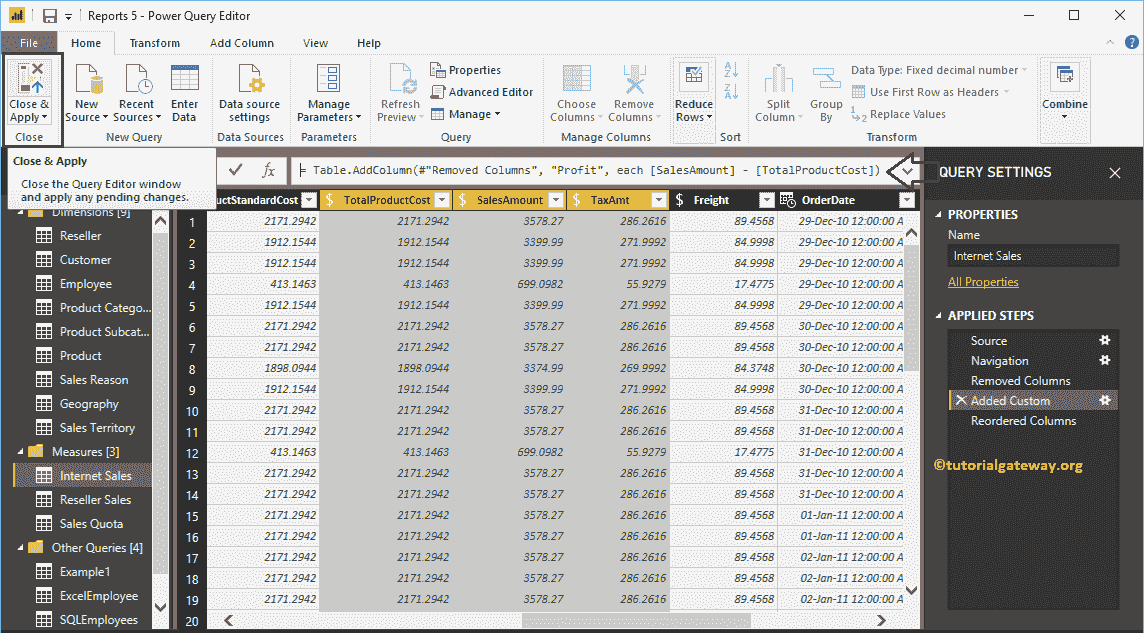 Reports 5 - Power Query Editor
File Home Transform Add Column View Help
Close & Apply
New Source
Recent Sources
Enter Data
Data source settings
Manage Parameters
Refresh Preview
Properties
Advanced Editor
Manage
Choose Columns
Remove Columns
Reduce Rows
Split Column
Group By
Data Type: Fixed decimal number
Use First Row as Headers
Replace Values
Combine
Close New Query Data Sources Parameters Query Manage Columns Sort Transform
Close & Apply
Close the Query Editor window
and apply any pending changes.
fx = Table.AddColumn(#"Removed Columns", "Profit", each [SalesAmount] - [TotalProductCost])
Dimensions [9]
Reseller
Customer
Employee
Product Catego...
Product Subcat...
Product
Sales Reason
Geography
Sales Territory
Measures [3]
Internet Sales
Reseller Sales
Sales Quota
Other Queries [4]
Example1
ExcelEmployee
SQLEmployees
uctStandardCost $ TotalProductCost $ SalesAmount $ TaxAmt $ Freight OrderDate
1 2171.2942 2171.2942 3578.27 286.2616 89.4568 29-Dec-10 12:00:00 A
2 1912.1544 1912.1544 3399.99 271.9992 84.9998 29-Dec-10 12:00:00 A
3 1912.1544 1912.1544 3399.99 271.9992 84.9998 29-Dec-10 12:00:00 A
4 413.1463 413.1463 699.0982 55.9279 17.4775 29-Dec-10 12:00:00 A
5 1912.1544 1912.1544 3399.99 271.9992 84.9998 29-Dec-10 12:00:00 A
6 2171.2942 2171.2942 3578.27 286.2616 89.4568 30-Dec-10 12:00:00 A
7 2171.2942 2171.2942 3578.27 286.2616 89.4568 30-Dec-10 12:00:00 A
8 1898.0944 1898.0944 3374.99 269.9992 84.3748 30-Dec-10 12:00:00 A
9 1912.1544 1912.1544 3399.99 271.9992 84.9998 30-Dec-10 12:00:00 A
10 2171.2942 2171.2942 3578.27 286.2616 89.4568 31-Dec-10 12:00:00 A
11 2171.2942 2171.2942 3578.27 286.2616 89.4568 31-Dec-10 12:00:00 A
12 413.1463 413.1463 699.0982 55.9279 17.4775 31-Dec-10 12:00:00 A
13 2171.2942 2171.2942 3578.27 286.2616 89.4568 31-Dec-10 12:00:00 A
14 2171.2942 2171.2942 3578.27 286.2616 89.4568 31-Dec-10 12:00:00 A
15 2171.2942 2171.2942 3578.27 286.2616 89.4568 01-Jan-11 12:00:00 A
16 2171.2942 2171.2942 3578.27 286.2616 89.4568 01-Jan-11 12:00:00 A
17 2171.2942 2171.2942 3578.27 286.2616 89.4568 02-Jan-11 12:00:00 A
18 2171.2942 2171.2942 3578.27 286.2616 89.4568 02-Jan-11 12:00:00 A
19 2171.2942 2171.2942 3578.27 286.2616 89.4568 02-Jan-11 12:00:00 A
20
QUERY SETTINGS
PROPERTIES
Name
Internet Sales
All Properties
APPLIED STEPS
Source
Navigation
Removed Columns
Added Custom
Reordered Columns
©tutorialgateway.org